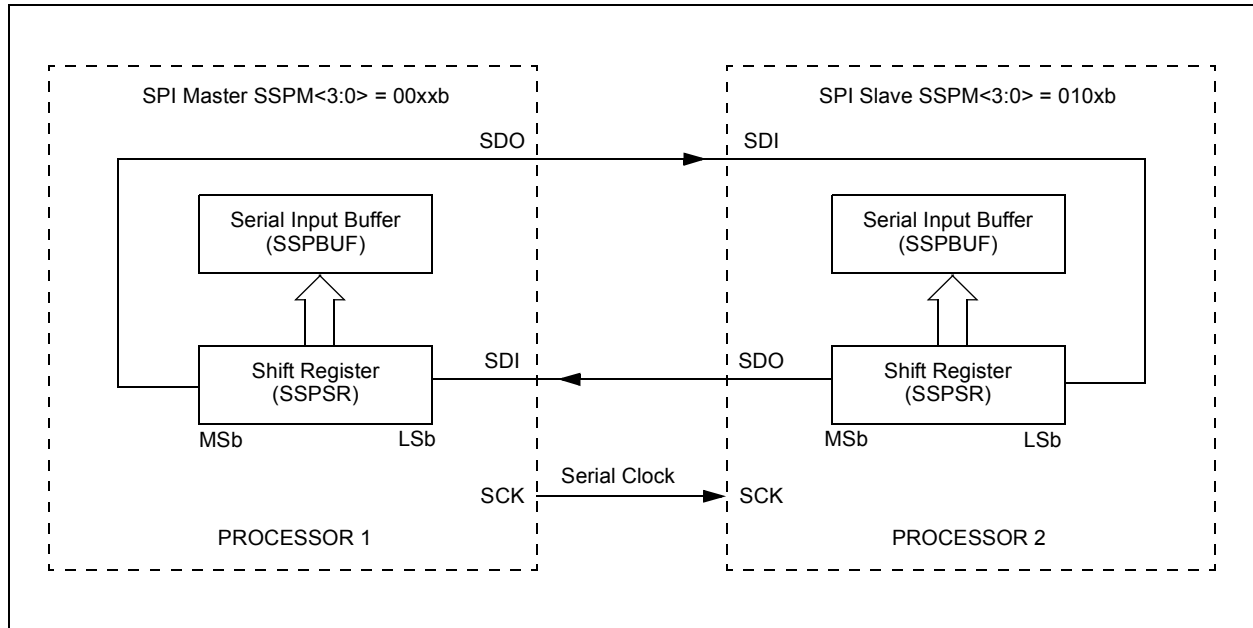 SPI Master SSPM<3:0> = 00xxb
SPI Slave SSPM<3:0> = 010xb
SDO
SDI
Serial Input Buffer
(SSPBUF)
Serial Input Buffer
(SSPBUF)
SDI
SDO
Shift Register
(SSPSR)
Shift Register
(SSPSR)
MSb
LSb
MSb
LSb
Serial Clock
SCK
SCK
PROCESSOR 1
PROCESSOR 2